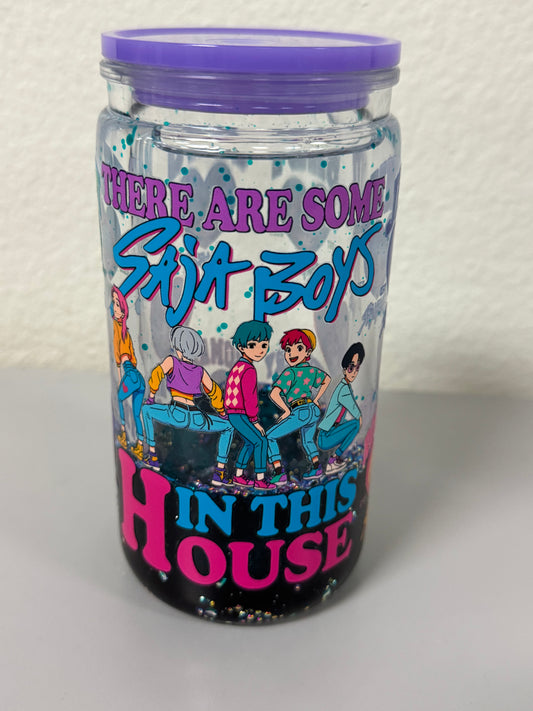 THERE ARE SOME
SAJA BOYS
IN THIS
HOUSE